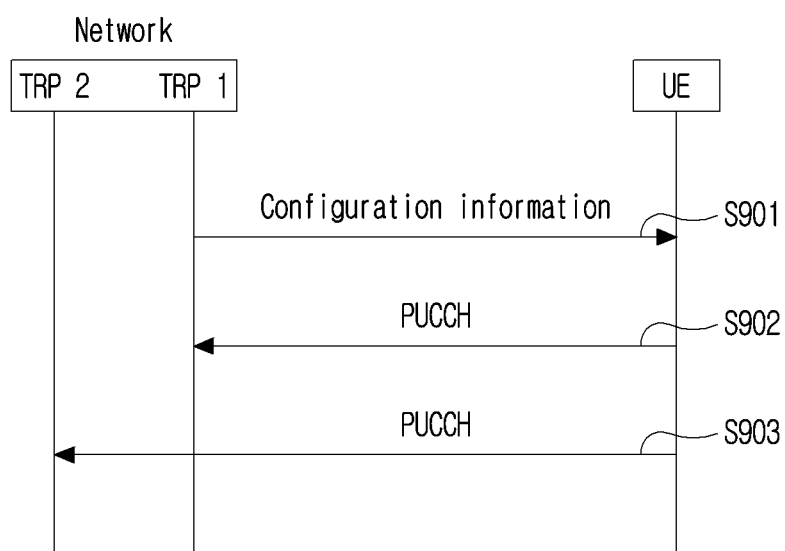 Network
TRP 2 TRP 1 UE
Configuration information S901
PUCCH S902
PUCCH S903